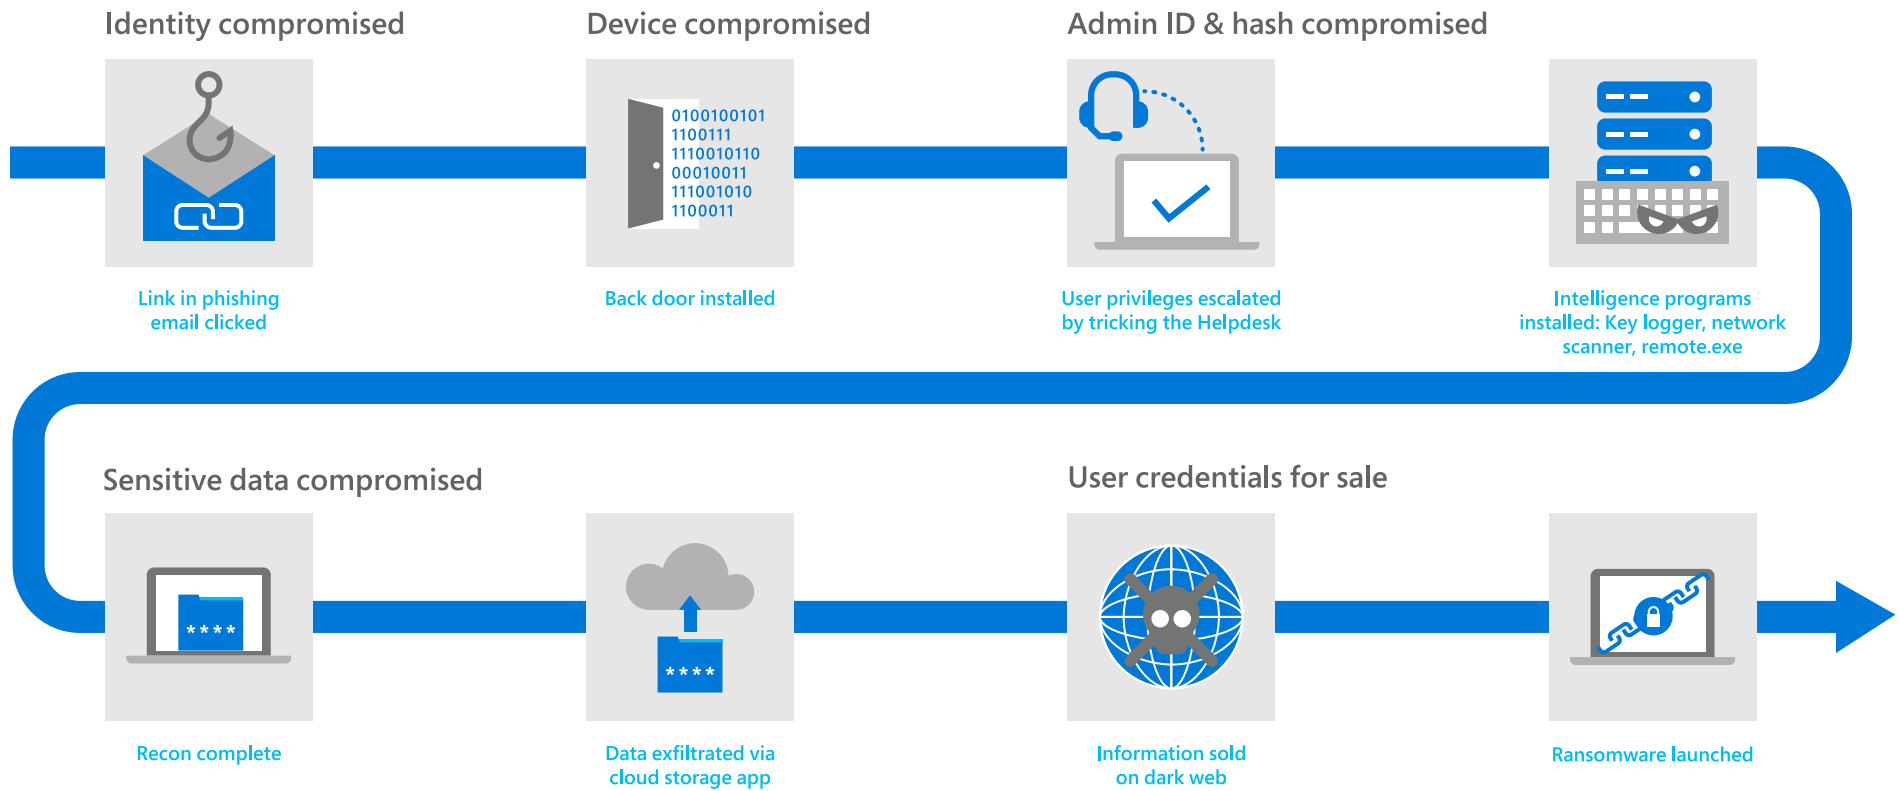 Identity compromised
Device compromised
Admin ID & hash compromised
0100100101
1100111
1110010110
00010011
111001010
1100011
Link in phishing
email clicked
Back door installed
User privileges escalated
by tricking the Helpdesk
Intelligence programs
installed: Key logger, network
scanner, remote.exe
Sensitive data compromised
User credentials for sale
****
****
Recon complete
Data exfiltrated via
cloud storage app
Information sold
on dark web
Ransomware launched